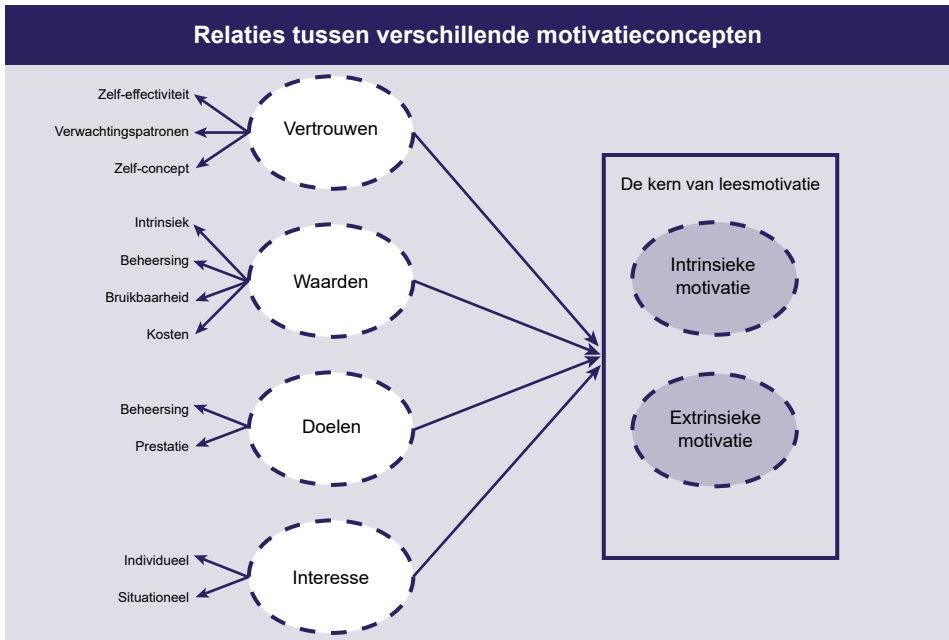 Relaties tussen verschillende motivatieconcepten
Zelf-effectiviteit
Verwachtingspatronen
Zelf-concept
Vertrouwen
Intrinsiek
Beheersing
Bruikbaarheid
Kosten
Waarden
Beheersing
Prestatie
Doelen
Individueel
Situationeel
Interesse
De kern van leesmotivatie
Intrinsieke
motivatie
Extrinsieke
motivatie